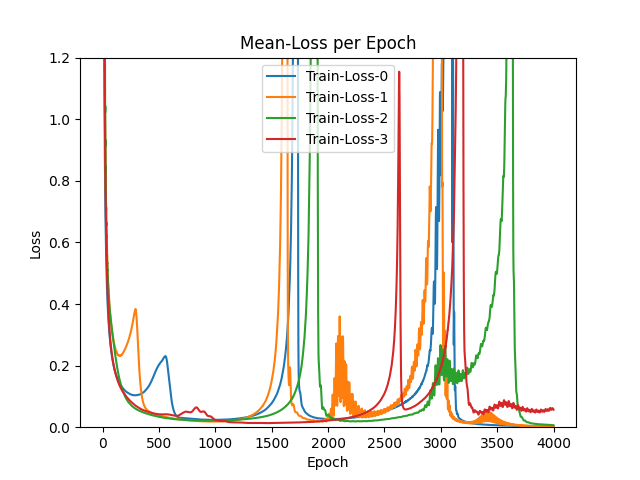 Mean-Loss per Epoch
1.2
1.0
0.8
0.6
0.4
0.2
0.0
Loss
Train-Loss-0
Train-Loss-1
Train-Loss-2
Train-Loss-3
0 500 1000 1500 2000 2500 3000 3500 4000
Epoch